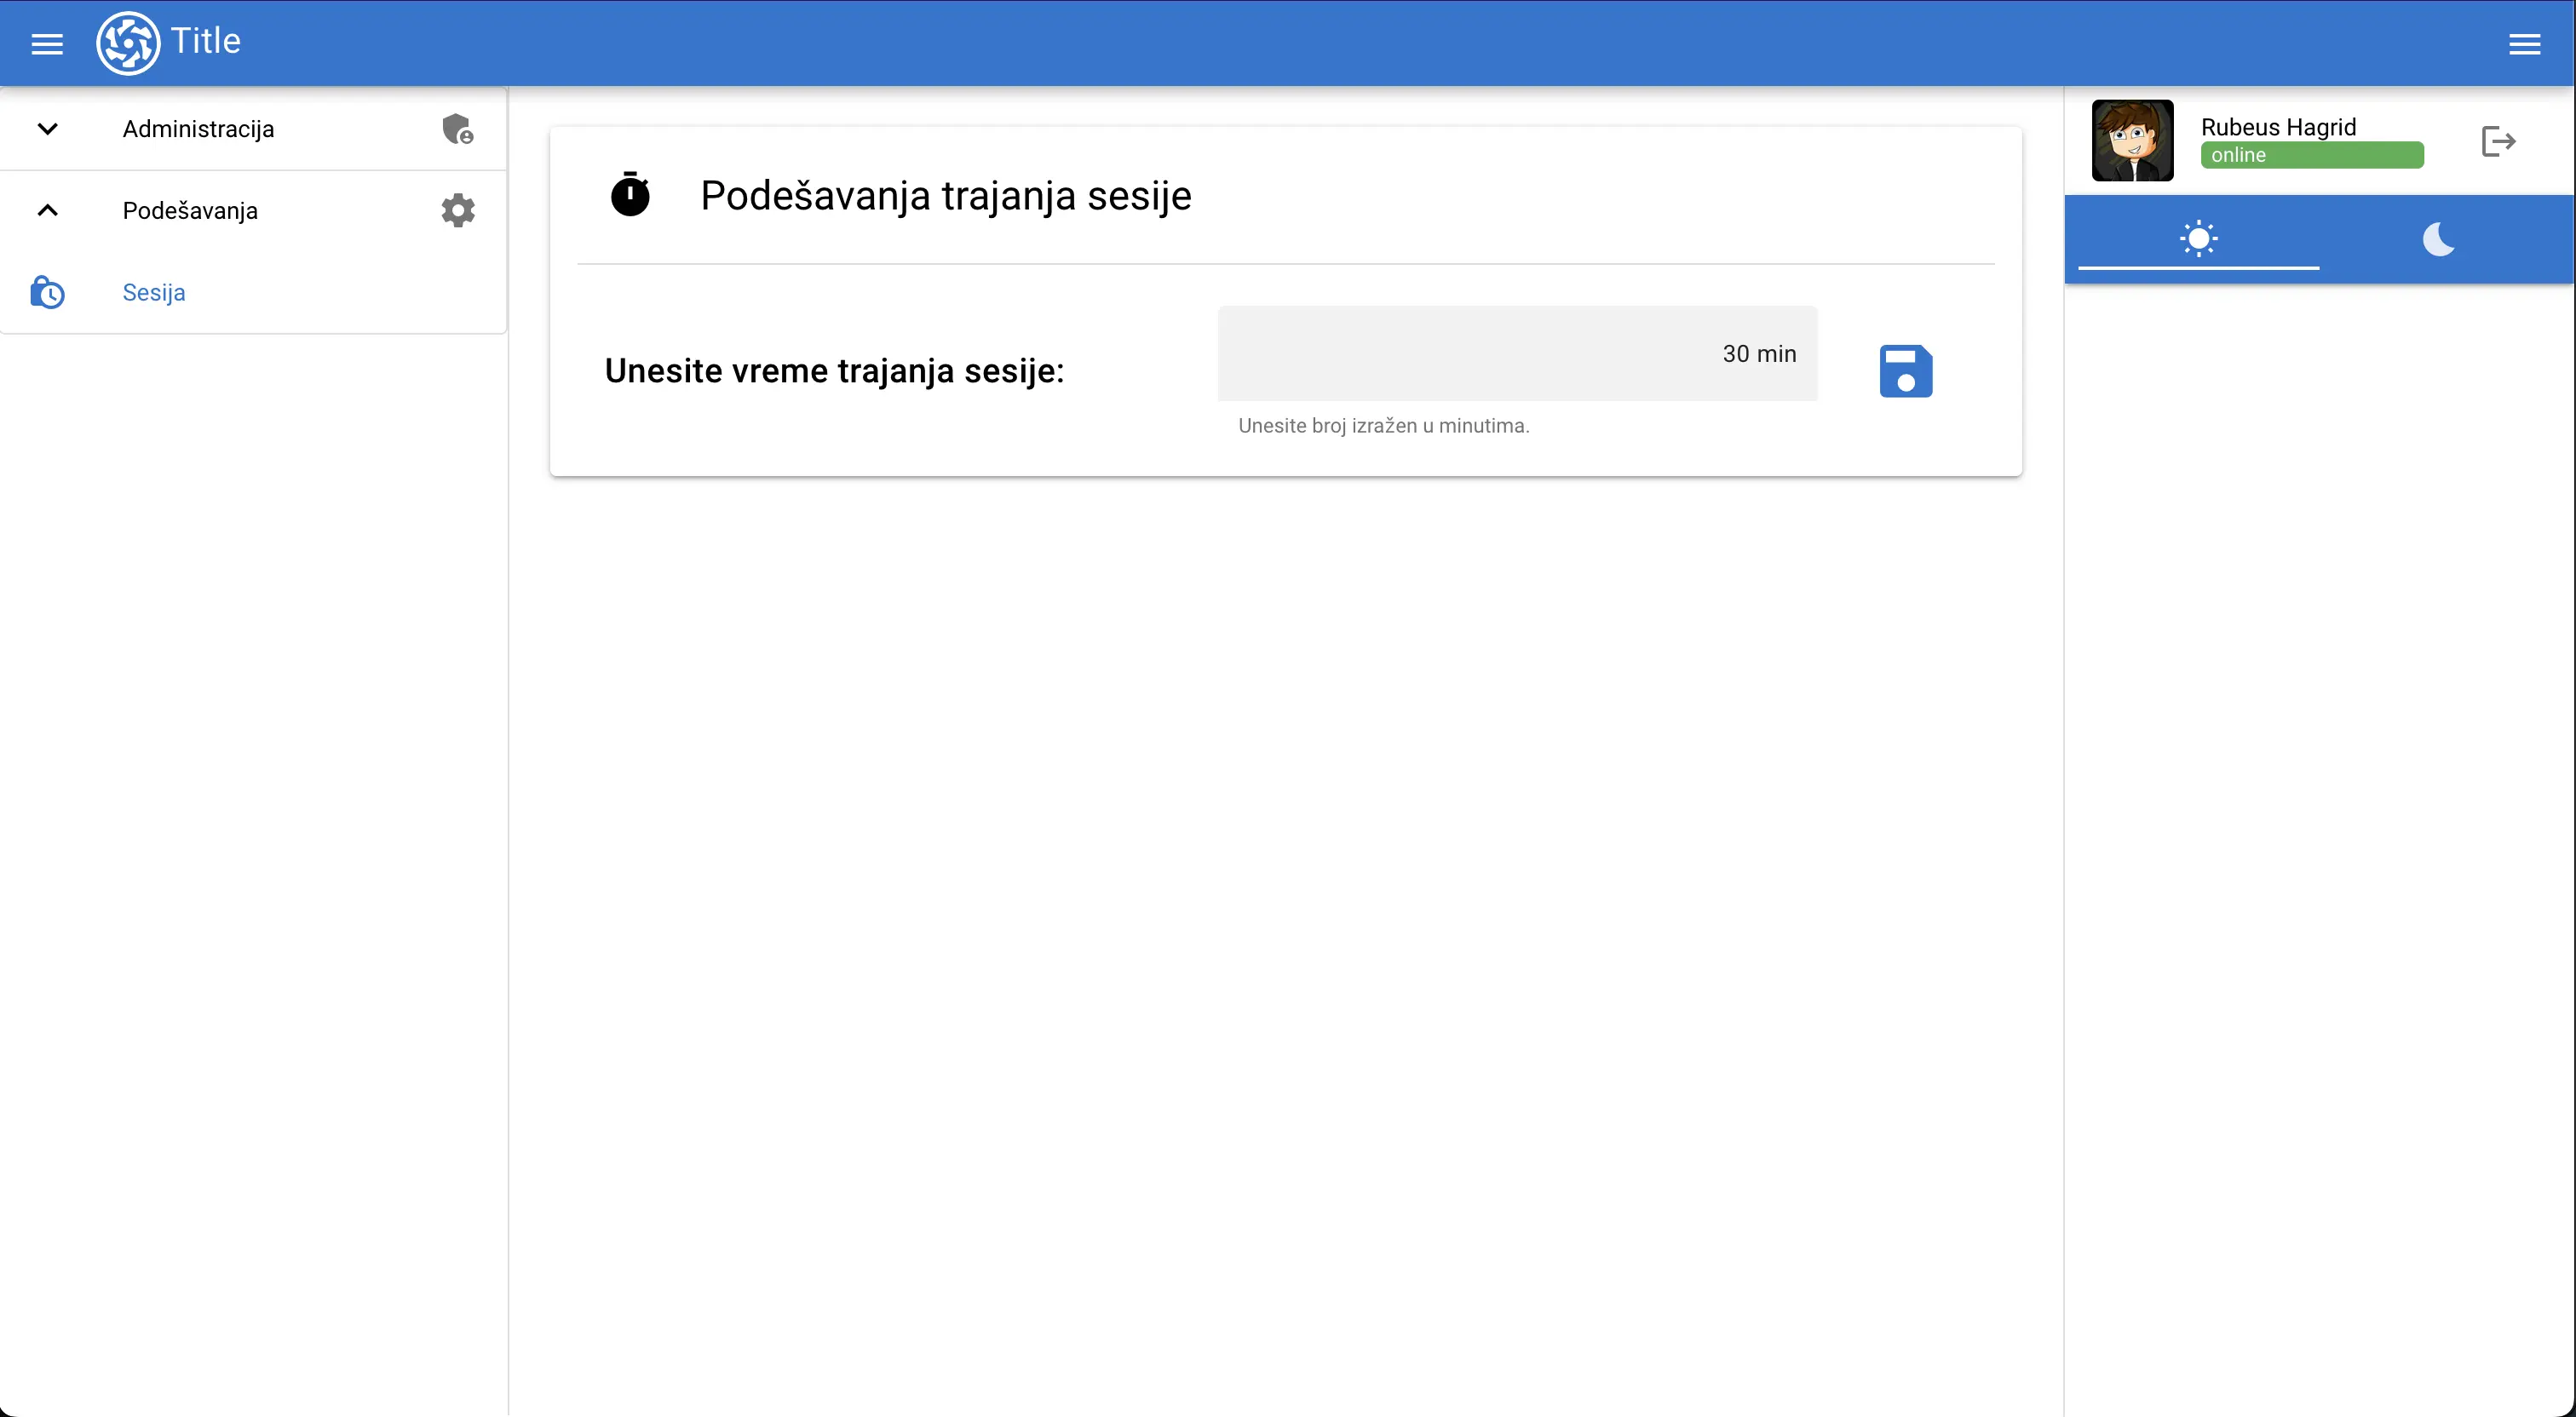 Title
Administracija
Podešavanja
Sesija
Podešavanja trajanja sesije
Unesite vreme trajanja sesije:
30 min
Unesite broj izražen u minutima.
Rubeus Hagrid
online